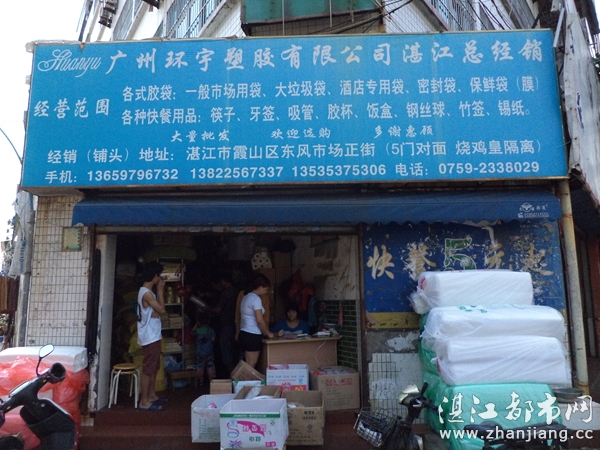 Huanyu 广州环宇塑胶有限公司湛江总经销
经营范围
各式胶袋：一般市场用袋、大垃圾袋、酒店专用袋、密封袋、保鲜袋（膜）
各种快餐用品：筷子、牙签、吸管、胶杯、饭盒、钢丝球、竹签、锡纸。
大量批发 欢迎选购 多谢惠顾
经销（铺头）地址：湛江市霞山区东风市场正街（5门对面 烧鸡皇隔离）
手机：13659796732 13822567337 13535375306 电话：0759-2338029
快餐
湛江都市网
www.zhanjiang.cc